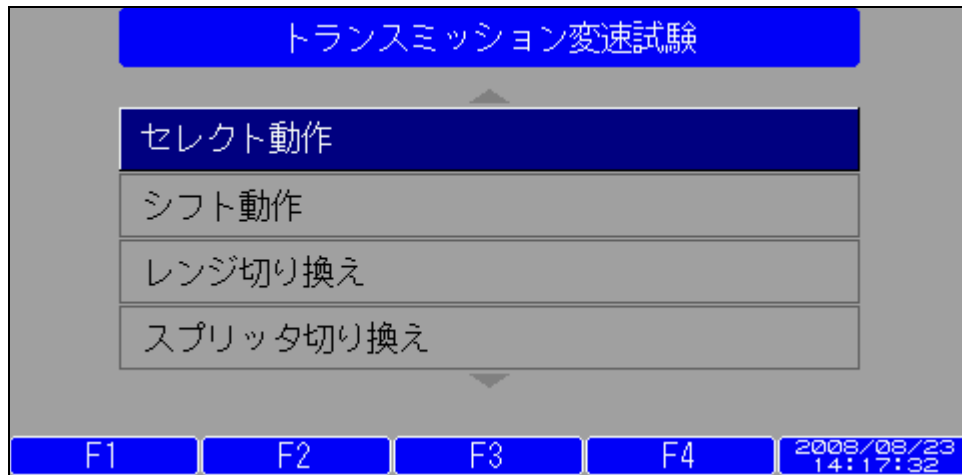 トランスミッション変速試験
セレクト動作
シフト動作
レンジ切り換え
スプリッタ切り換え
F1 F2 F3 F4 2008/08/23
14:17:32